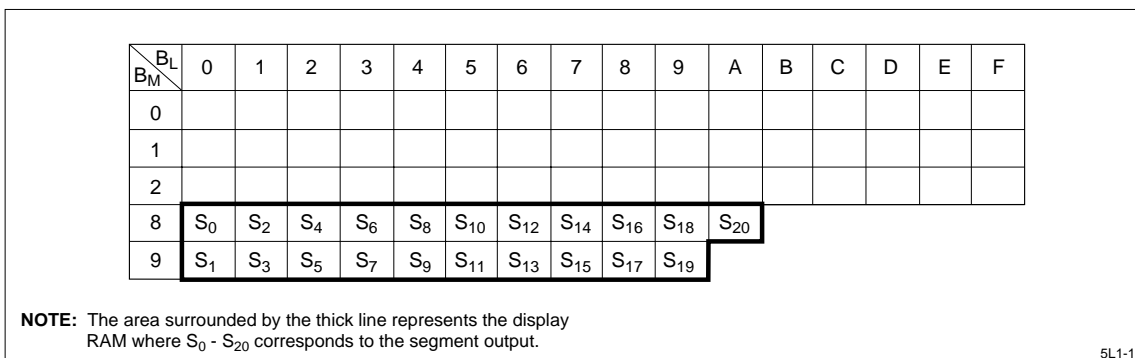 BL
BM 0 1 2 3 4 5 6 7 8 9 A B C D E F
0
1
2
8 S0 S2 S4 S6 S8 S10 S12 S14 S16 S18 S20
9 S1 S3 S5 S7 S9 S11 S13 S15 S17 S19
NOTE: The area surrounded by the thick line represents the display
RAM where S0 - S20 corresponds to the segment output.
5L1-1